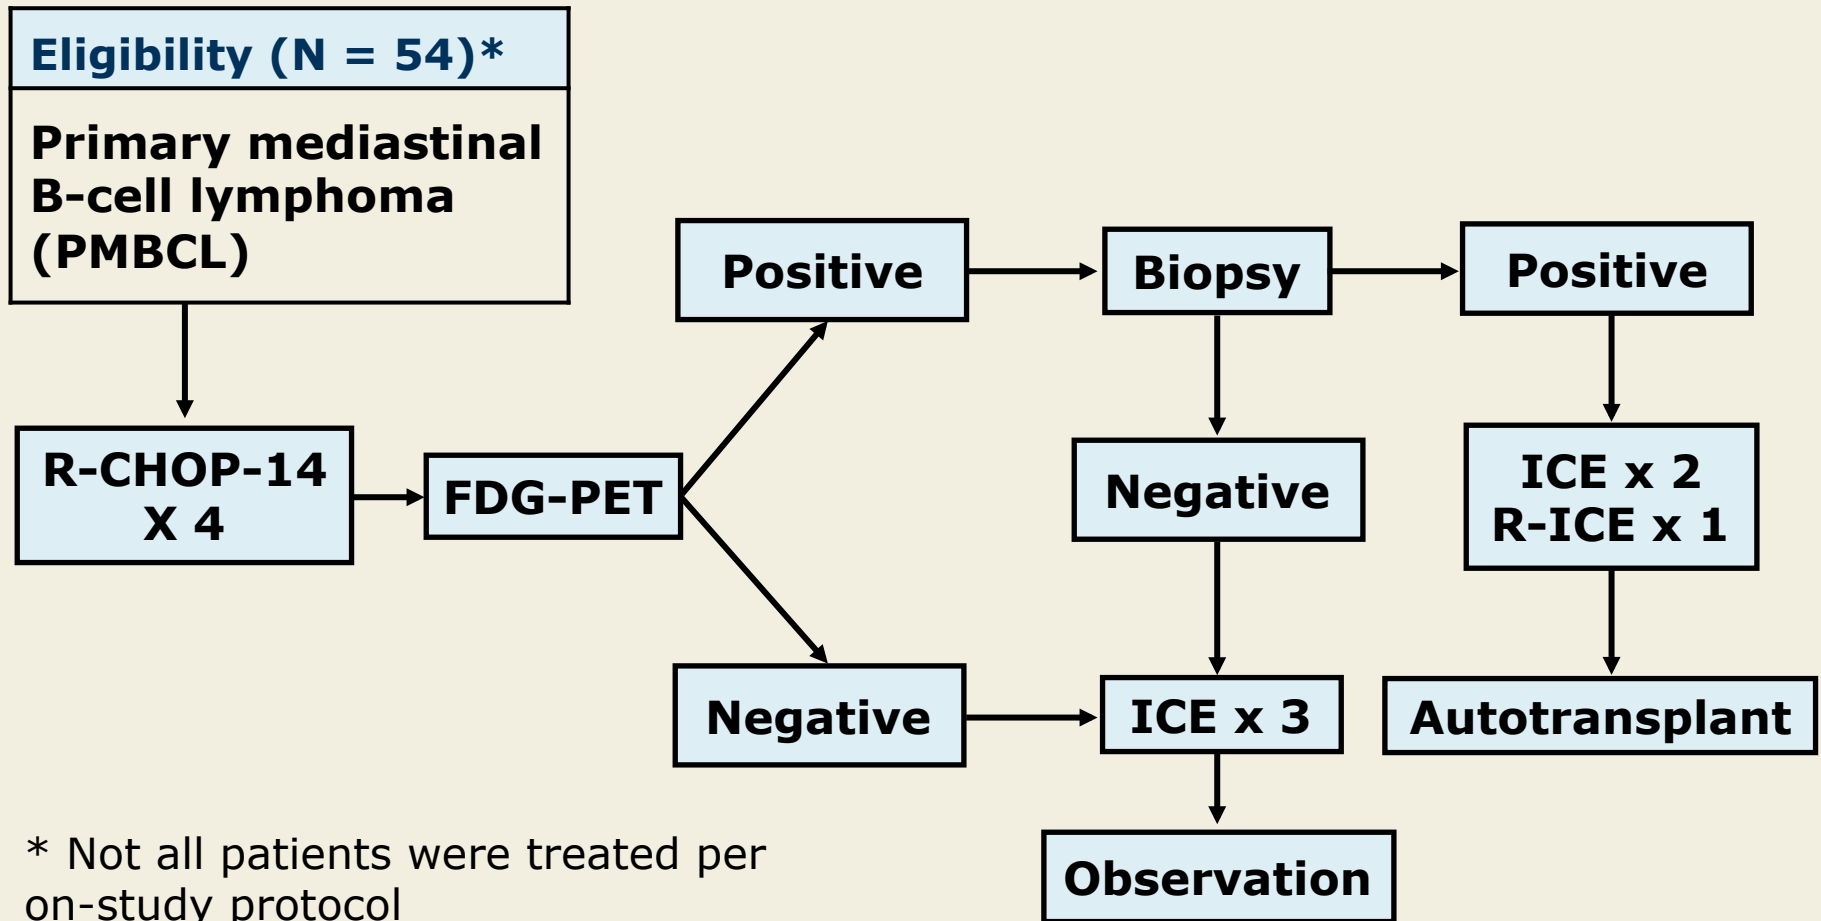 Eligibility (N = 54)*
Primary mediastinal
B-cell lymphoma
(PMBCL)
R-CHOP-14
X 4
FDG-PET
Positive
Biopsy
Positive
Negative
ICE x 2
R-ICE x 1
Negative
ICE x 3
Autotransplant
Observation
* Not all patients were treated per
on-study protocol